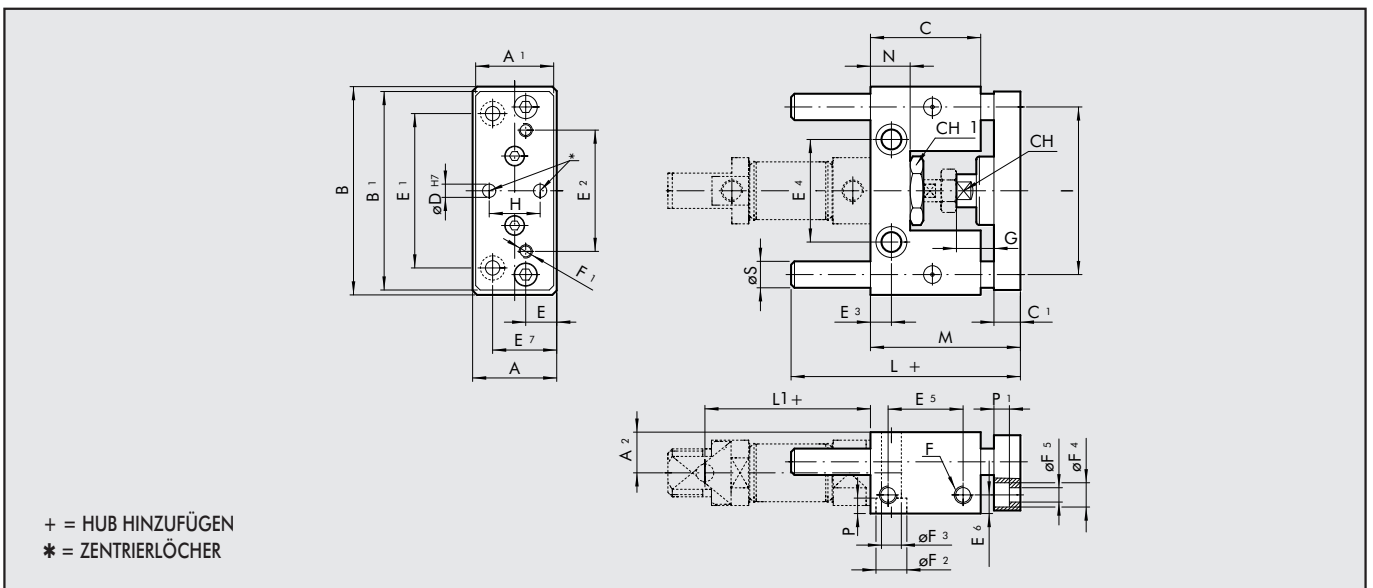 A 1
B
B 1
E 1
øD H7
H
E 2
*
F 1
E
E 7
A
C
N
CH 1
CH
E 4
I
G
øS
E 3
C 1
M
L +
L1+
E 5
P 1
A 2
F
øF 5
øF 4
P
øF 3
E 6
øF 2
+ = HUB HINZUFÜGEN
* = ZENTRIERLÖCHER